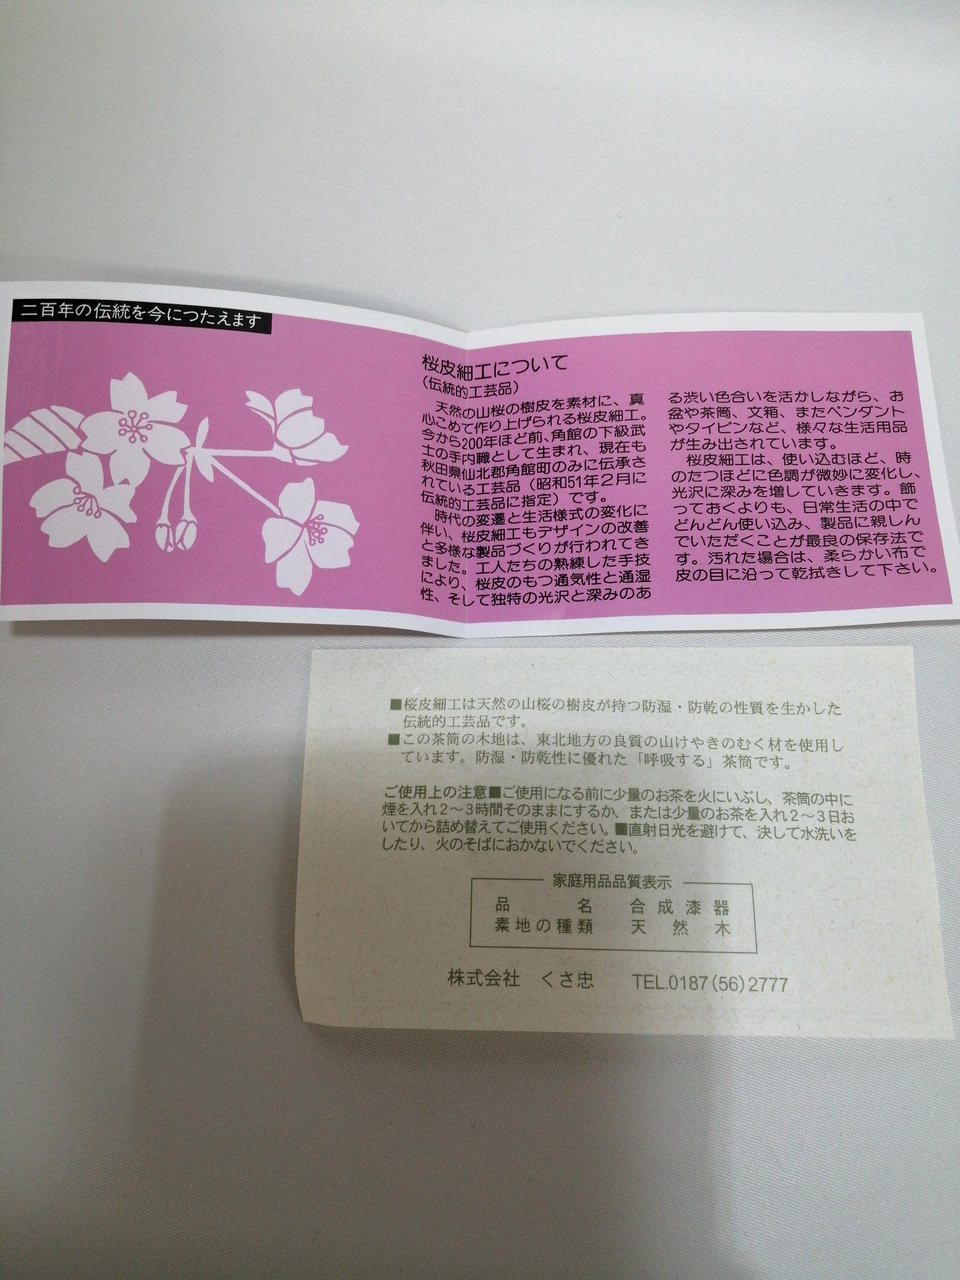 二百年の伝統を今につたえます
桜皮細工について
(伝統的工芸品)
天然の山桜の樹皮を素材に、真
心こめて作り上げられる桜皮細工。
今から200年ほど前、角館の下級武
士の手内職として生まれ、現在も
秋田県仙北郡角館町のみに伝承さ
れている工芸品(昭和51年2月に
伝統的工芸品に指定)です。
時代の変遷と生活様式の変化に
伴い、桜皮細工もデザインの改善
と多様な製品づくりが行われてき
ました。工人たちの熟練した手技
により、桜皮のもつ通気性と通湿
性、そして独特の光沢と深みのあ
る渋い色合いを活かしながら、お
盆や茶筒、文箱、またペンダント
やタイピンなど、様々な生活用品
が生み出されています。
桜皮細工は、使い込むほど、時
のたつほどに色調が微妙に変化し、
光沢に深みを増していきます。飾
っておくよりも、日常生活の中で
どんどん使い込み、製品に親しん
でいただくことが最良の保存法で
す。汚れた場合は、柔らかい布で
皮の目に沿って乾拭きして下さい。
■桜皮細工は天然の山桜の樹皮が持つ防湿・防乾の性質を生かした
伝統的工芸品です。
■この茶筒の木地は、東北地方の良質の山けやきのむく材を使用し
ています。防湿・防乾性に優れた「呼吸する」茶筒です。
ご使用上の注意■ご使用になる前に少量のお茶を火にいぶし、茶筒の中に
煙を入れ2〜3時間そのままにするか、または少量のお茶を入れ2〜3日お
いてから詰め替えてご使用ください。■直射日光を避けて、決して水洗いを
したり、火のそばにおかないでください。
家庭用品品質表示
品名 合成漆器
素地の種類 天然木
株式会社 くさ忠 TEL.0187(56)2777